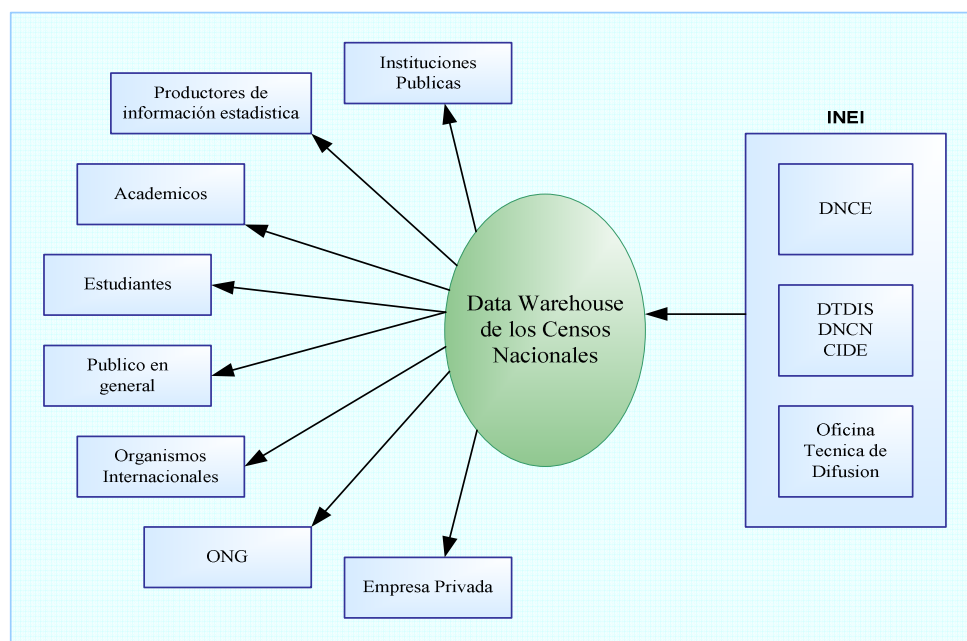 Instituciones
Publicas
Productores de
información estadistica
Academicos
Estudiantes
Publico en
general
Organismos
Internacionales
ONG
Empresa Privada
Data Warehouse
de los Censos
Nacionales
INEI
DNCE
DTDIS
DNCN
CIDE
Oficina
Tecnica de
Difusion